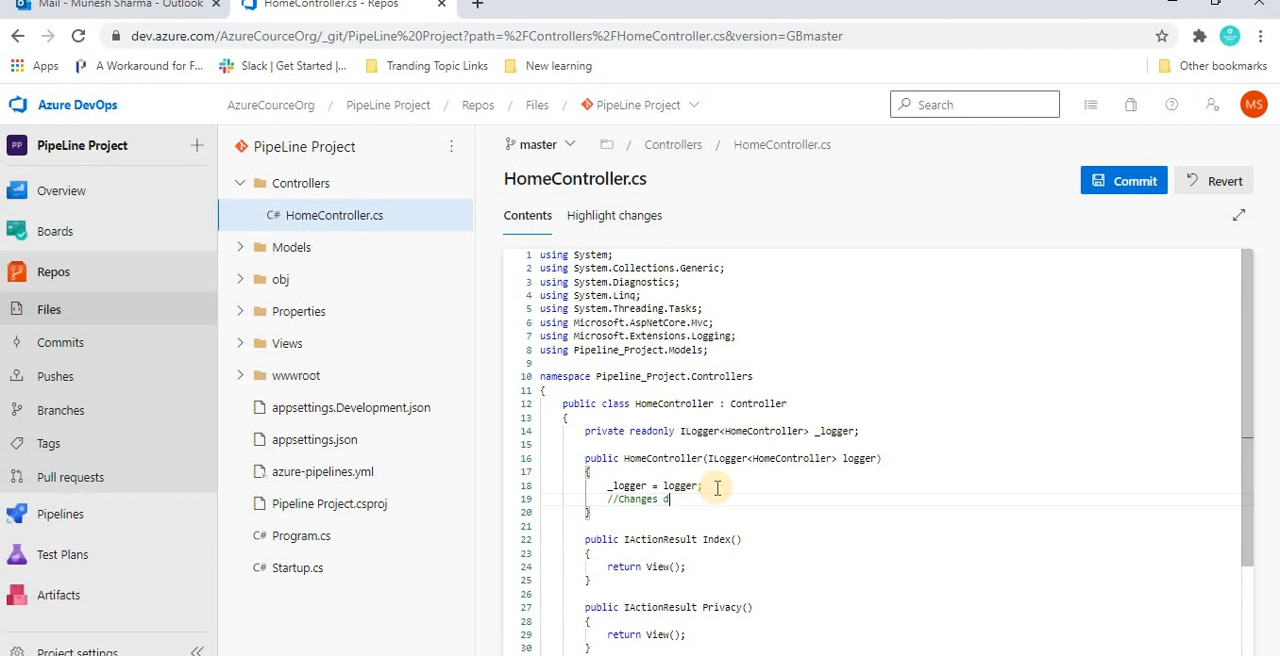 Mail - Munesh Sharma - Outlook
HomeController.cs - Repos
dev.azure.com/AzureCourceOrg/_git/PipeLine%20Project?path=%2FControllers%2FHomeController.cs&version=GBmaster
Apps
A Workaround for F...
Slack | Get Started |...
Tranding Topic Links
New learning
Other bookmarks
Azure DevOps
AzureCourceOrg / PipeLine Project / Repos / Files / PipeLine Project
Search
MS
PP PipeLine Project
Overview
Boards
Repos
Files
Commits
Pushes
Branches
Tags
Pull requests
Pipelines
Test Plans
Artifacts
Project settings
PipeLine Project
Controllers
C# HomeController.cs
Models
obj
Properties
Views
wwwroot
appsettings.Development.json
appsettings.json
azure-pipelines.yml
Pipeline Project.csproj
C# Program.cs
C# Startup.cs
master / Controllers / HomeController.cs
HomeController.cs
Commit
Revert
Contents
Highlight changes
1 using System;
2 using System.Collections.Generic;
3 using System.Diagnostics;
4 using System.Linq;
5 using System.Threading.Tasks;
6 using Microsoft.AspNetCore.Mvc;
7 using Microsoft.Extensions.Logging;
8 using Pipeline_Project.Models;
9
10 namespace Pipeline_Project.Controllers
11 {
12 public class HomeController : Controller
13 {
14 private readonly ILogger<HomeController> _logger;
15
16 public HomeController(ILogger<HomeController> logger)
17 {
18 _logger = logger;
19 //Changes d
20 }
21
22 public IActionResult Index()
23 {
24 return View();
25 }
26
27 public IActionResult Privacy()
28 {
29 return View();
30 }